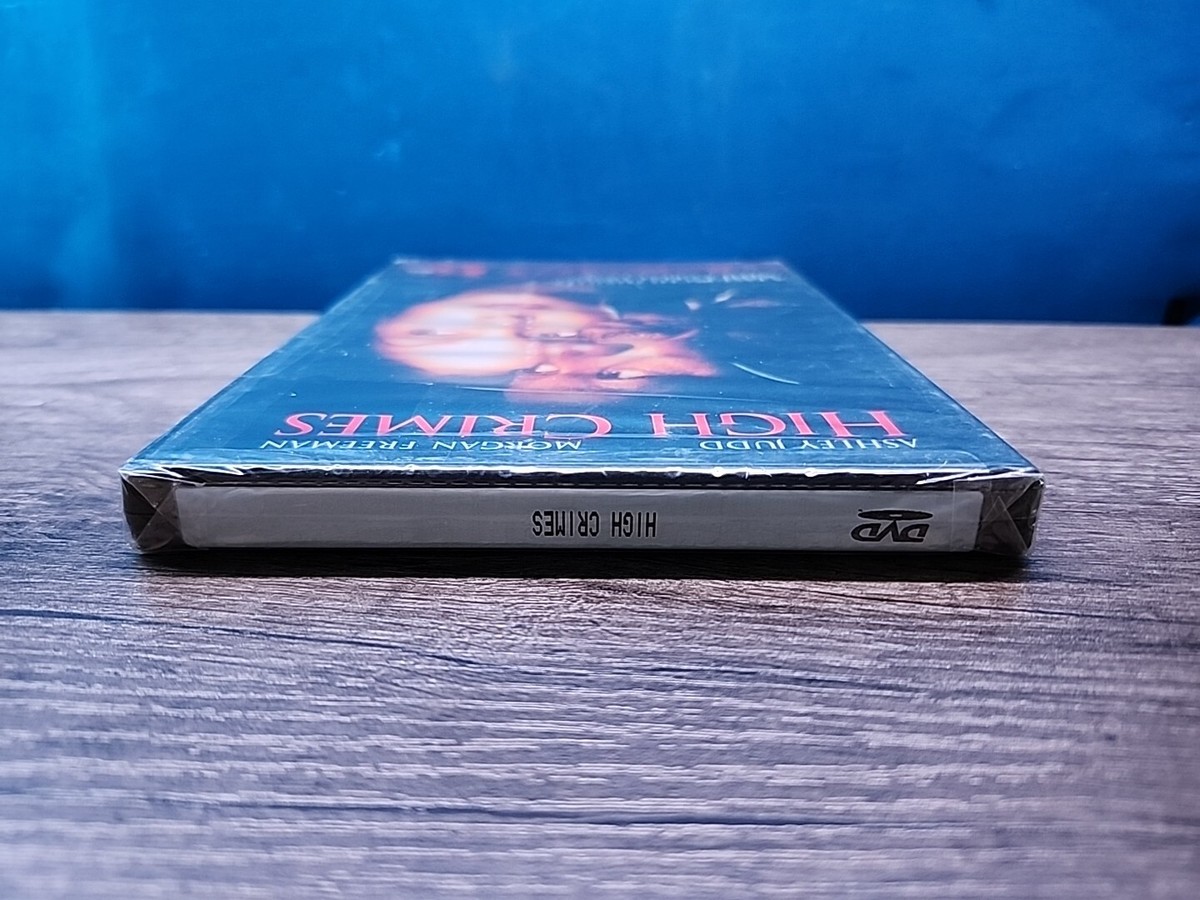 ASHLEY JUDD MORGAN FREEMAN
HIGH CRIMES
DVD HIGH CRIMES